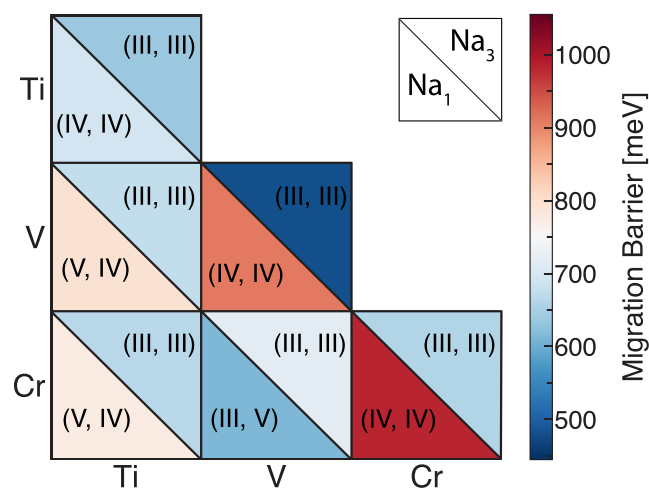 (III, III)
Na3
Ti
(IV, IV)
Na1
(III, III)
(III, III)
V
(V, IV)
(IV, IV)
(III, III)
(III, III)
(III, III)
Cr
(V, IV)
(III, V)
(IV, IV)
Ti
V
Cr
1000
900
800
700
600
500
Migration Barrier [meV]